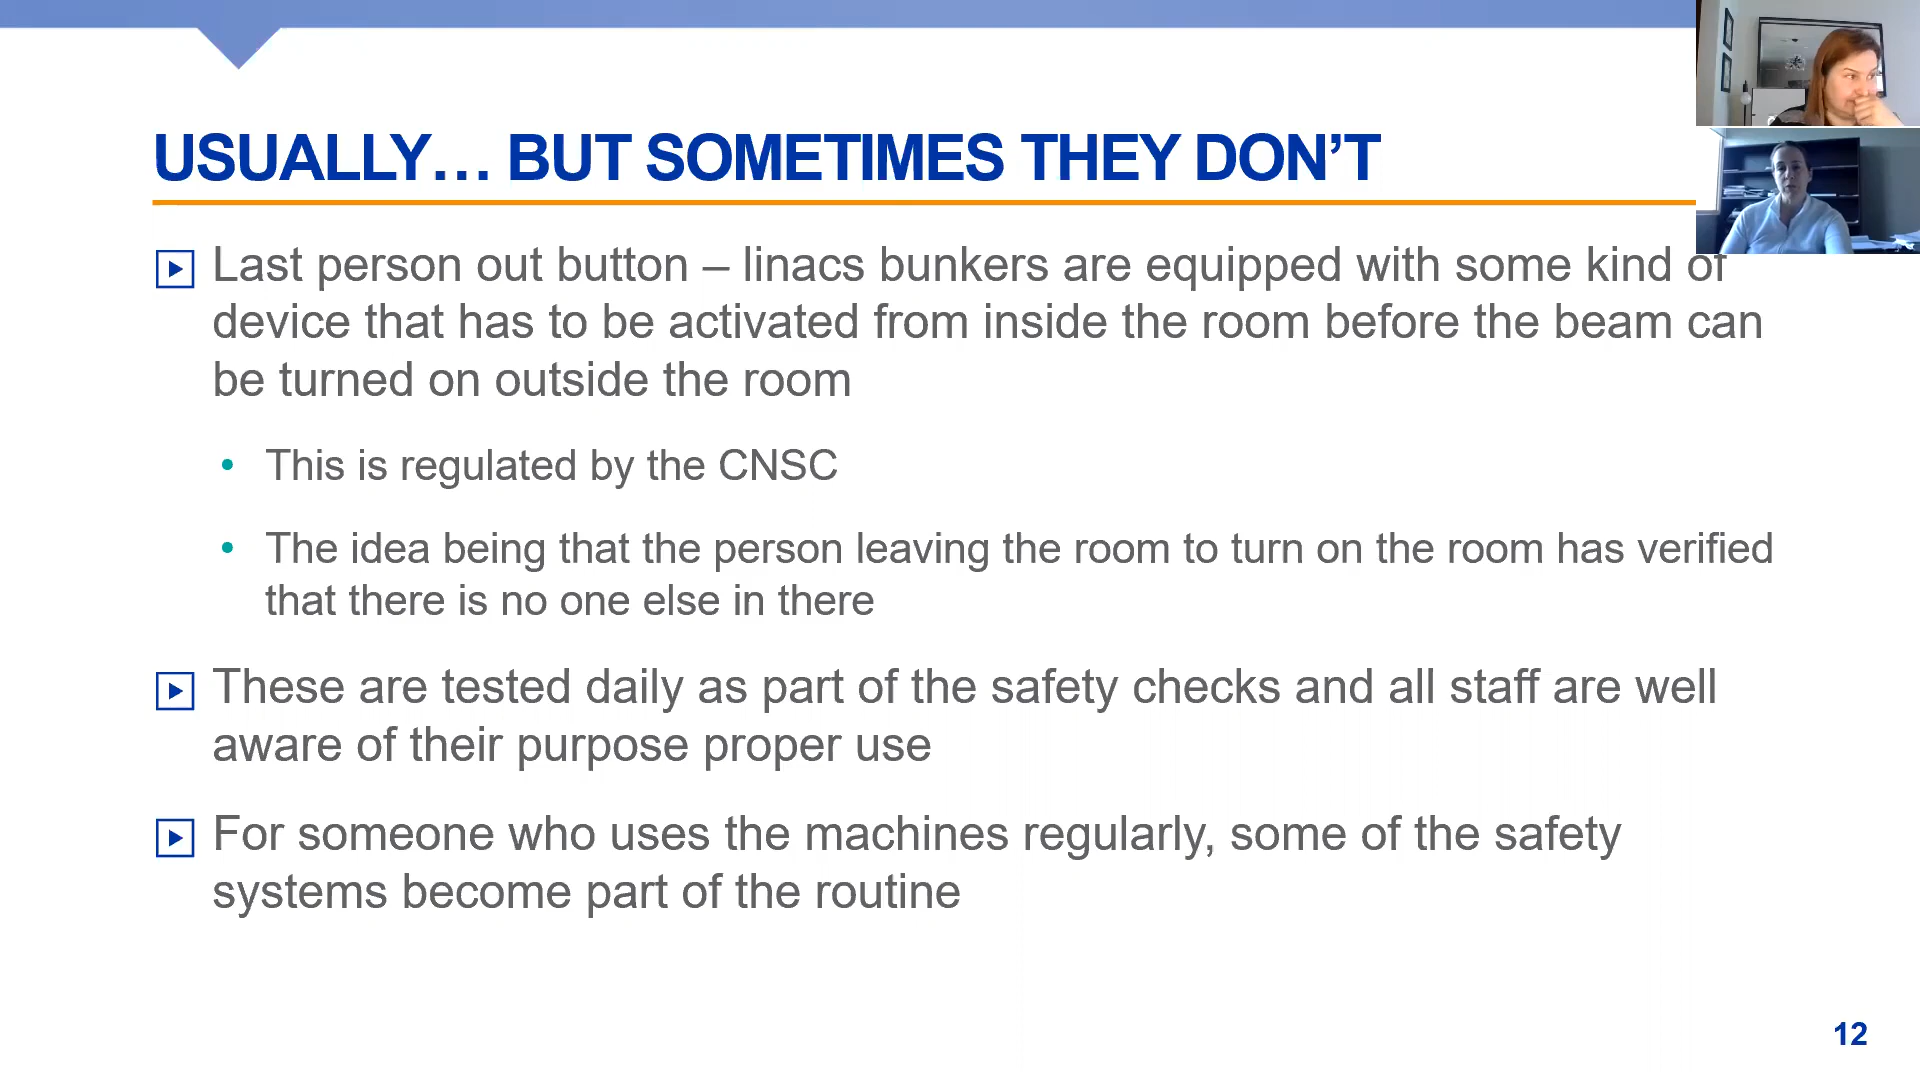 USUALLY… BUT SOMETIMES THEY DON’T
Last person out button – linacs bunkers are equipped with some kind of
device that has to be activated from inside the room before the beam can
be turned on outside the room
• This is regulated by the CNSC
• The idea being that the person leaving the room to turn on the room has verified
that there is no one else in there
These are tested daily as part of the safety checks and all staff are well
aware of their purpose proper use
For someone who uses the machines regularly, some of the safety
systems become part of the routine
12